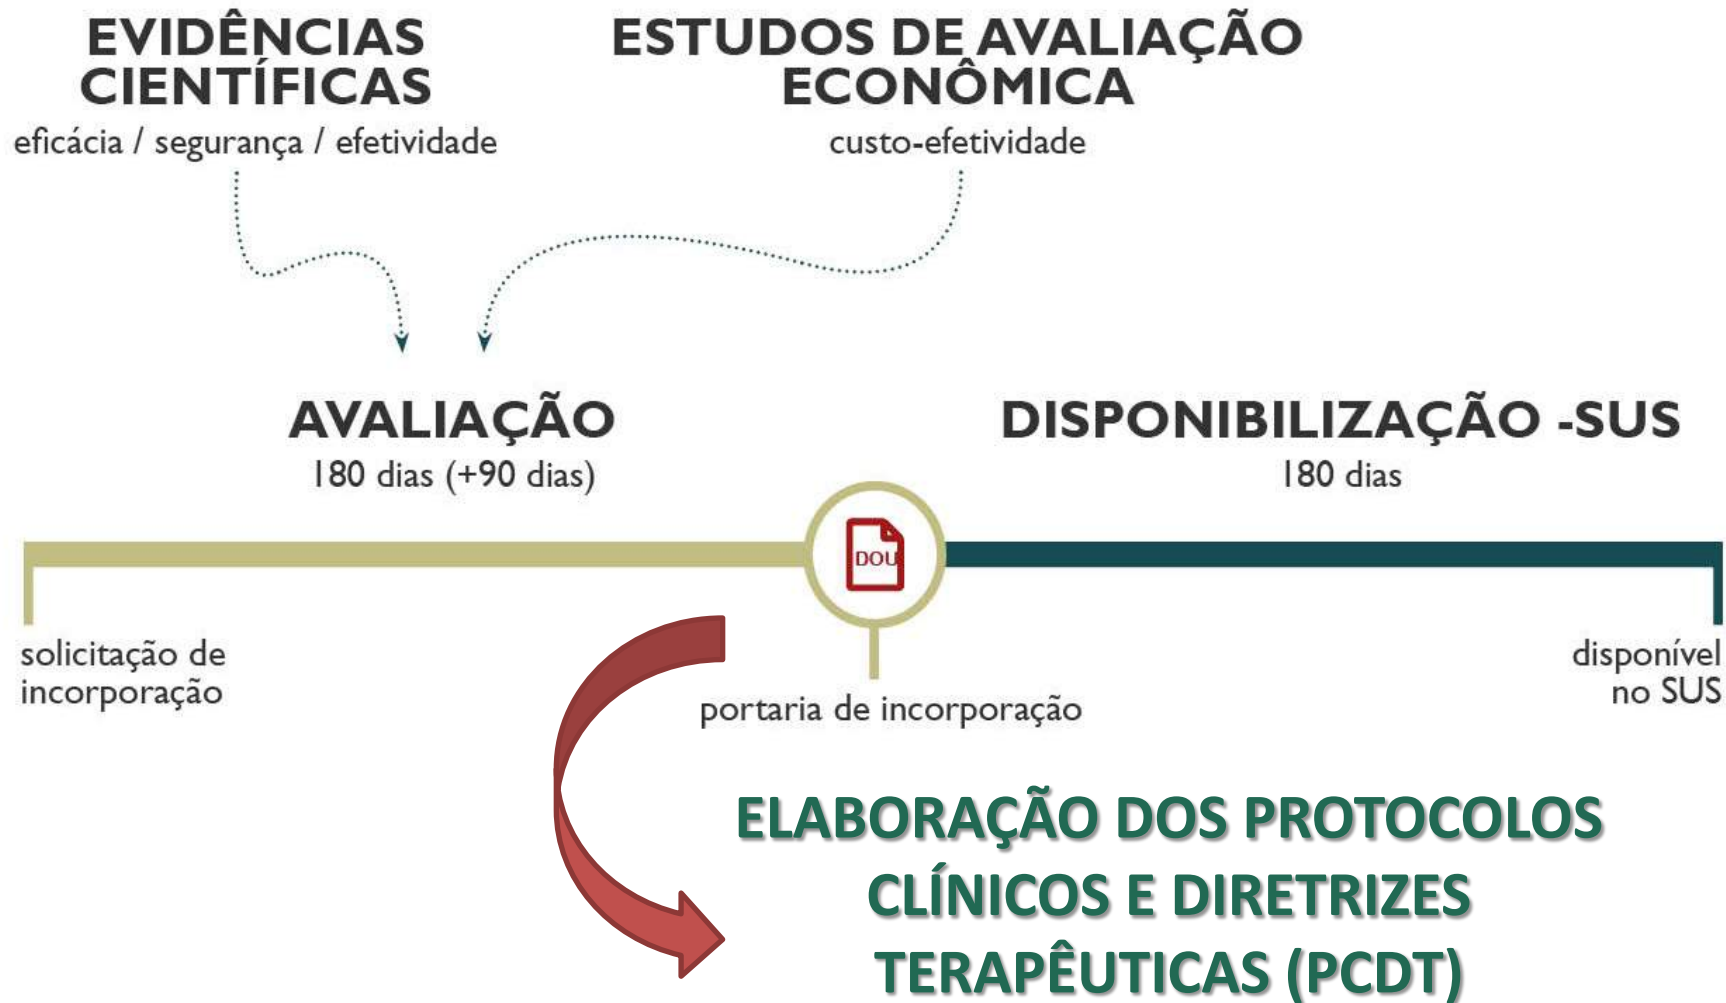 EVIDÊNCIAS
CIENTÍFICAS
eficácia / segurança / efetividade
ESTUDOS DE AVALIAÇÃO
ECONÔMICA
custo-efetividade
AVALIAÇÃO
180 dias (+90 dias)
DISPONIBILIZAÇÃO -SUS
180 dias
DOU
solicitação de
incorporação
portaria de incorporação
disponível
no SUS
ELABORAÇÃO DOS PROTOCOLOS
CLÍNICOS E DIRETRIZES
TERAPÊUTICAS (PCDT)